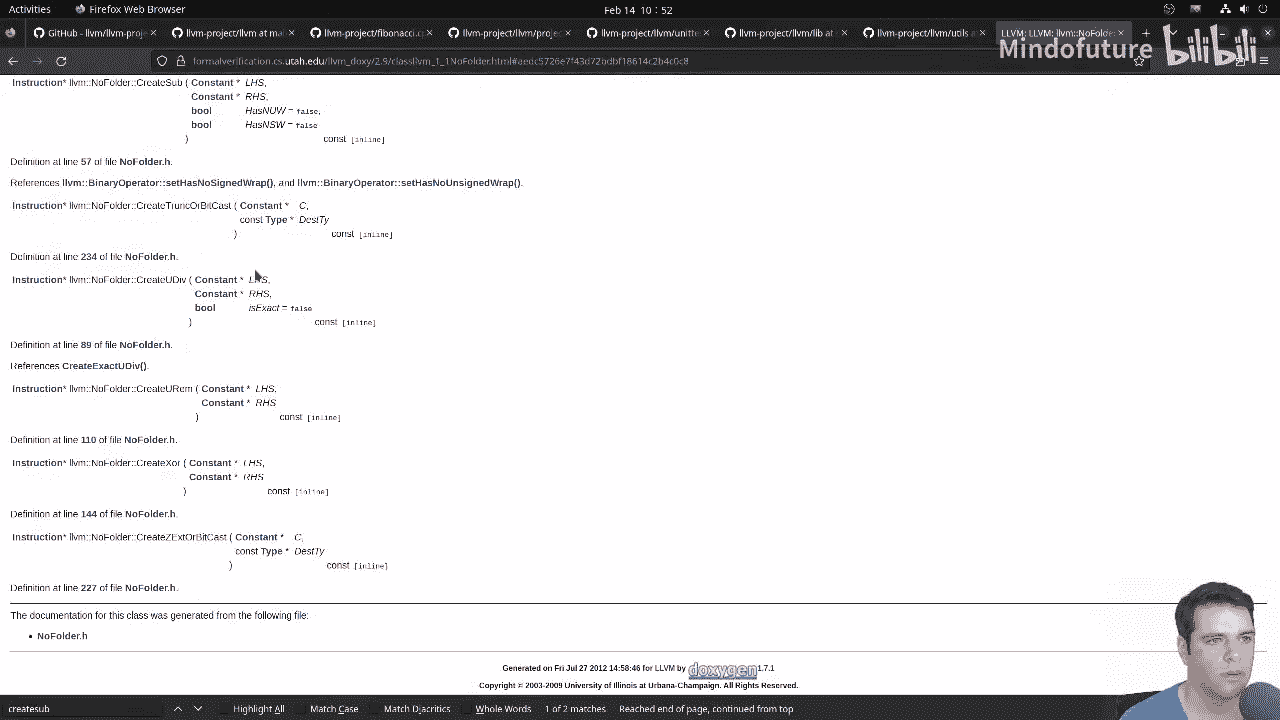 Activities Firefox Web Browser Feb 14 10:52
GitHub - llvm/llvm-proje llvm-project/llvm at mai llvm-project/fibonacci.c llvm-project/llvm/projec llvm-project/llvm/unitte llvm-project/llvm/lib at llvm-project/llvm/utils a LLVM: LLVM: llvm::NoFolde
Mindofuture bilibili
formalverification.cs.utah.edu/llvm_doxy/2.9/classllvm_1_1NoFolder.html#aedc5726e7f43d72bdbf18614c2b4c0c8
Instruction* llvm::NoFolder::CreateSub ( Constant * LHS,
Constant * RHS,
bool HasNUW = false,
bool HasNSW = false
) const [inline]
Definition at line 57 of file NoFolder.h.
References llvm::BinaryOperator::setHasNoSignedWrap(), and llvm::BinaryOperator::setHasNoUnsignedWrap().
Instruction* llvm::NoFolder::CreateTruncOrBitCast ( Constant * C,
const Type * DestTy
) const [inline]
Definition at line 234 of file NoFolder.h.
Instruction* llvm::NoFolder::CreateUDiv ( Constant * LHS,
Constant * RHS,
bool isExact = false
) const [inline]
Definition at line 89 of file NoFolder.h.
References CreateExactUDiv().
Instruction* llvm::NoFolder::CreateURem ( Constant * LHS,
Constant * RHS
) const [inline]
Definition at line 110 of file NoFolder.h.
Instruction* llvm::NoFolder::CreateXor ( Constant * LHS,
Constant * RHS
) const [inline]
Definition at line 144 of file NoFolder.h.
Instruction* llvm::NoFolder::CreateZExtOrBitCast ( Constant * C,
const Type * DestTy
) const [inline]
Definition at line 227 of file NoFolder.h.
The documentation for this class was generated from the following file:
• NoFolder.h
Generated on Fri Jul 27 2012 14:58:46 for LLVM by doxygen 1.7.1
Copyright © 2003-2009 University of Illinois at Urbana-Champaign. All Rights Reserved.
createsub Highlight All Match Case Match Diacritics Whole Words 1 of 2 matches Reached end of page, continued from top